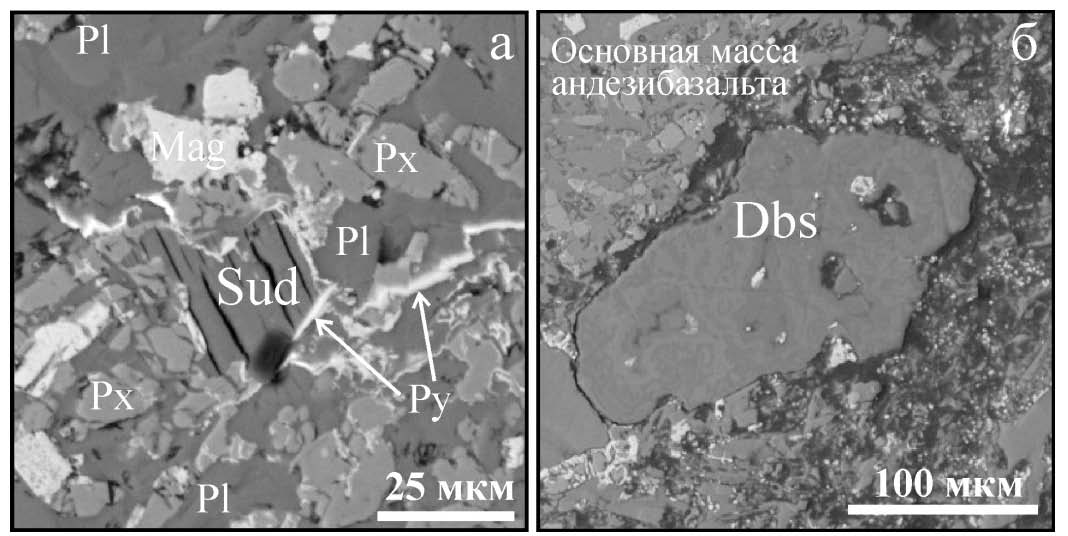 Pl
а
Mag
Px
Pl
Sud
Px
Py
Pl
25 мкм
б
Основная масса
андезибазальта
Dbs
100 мкм